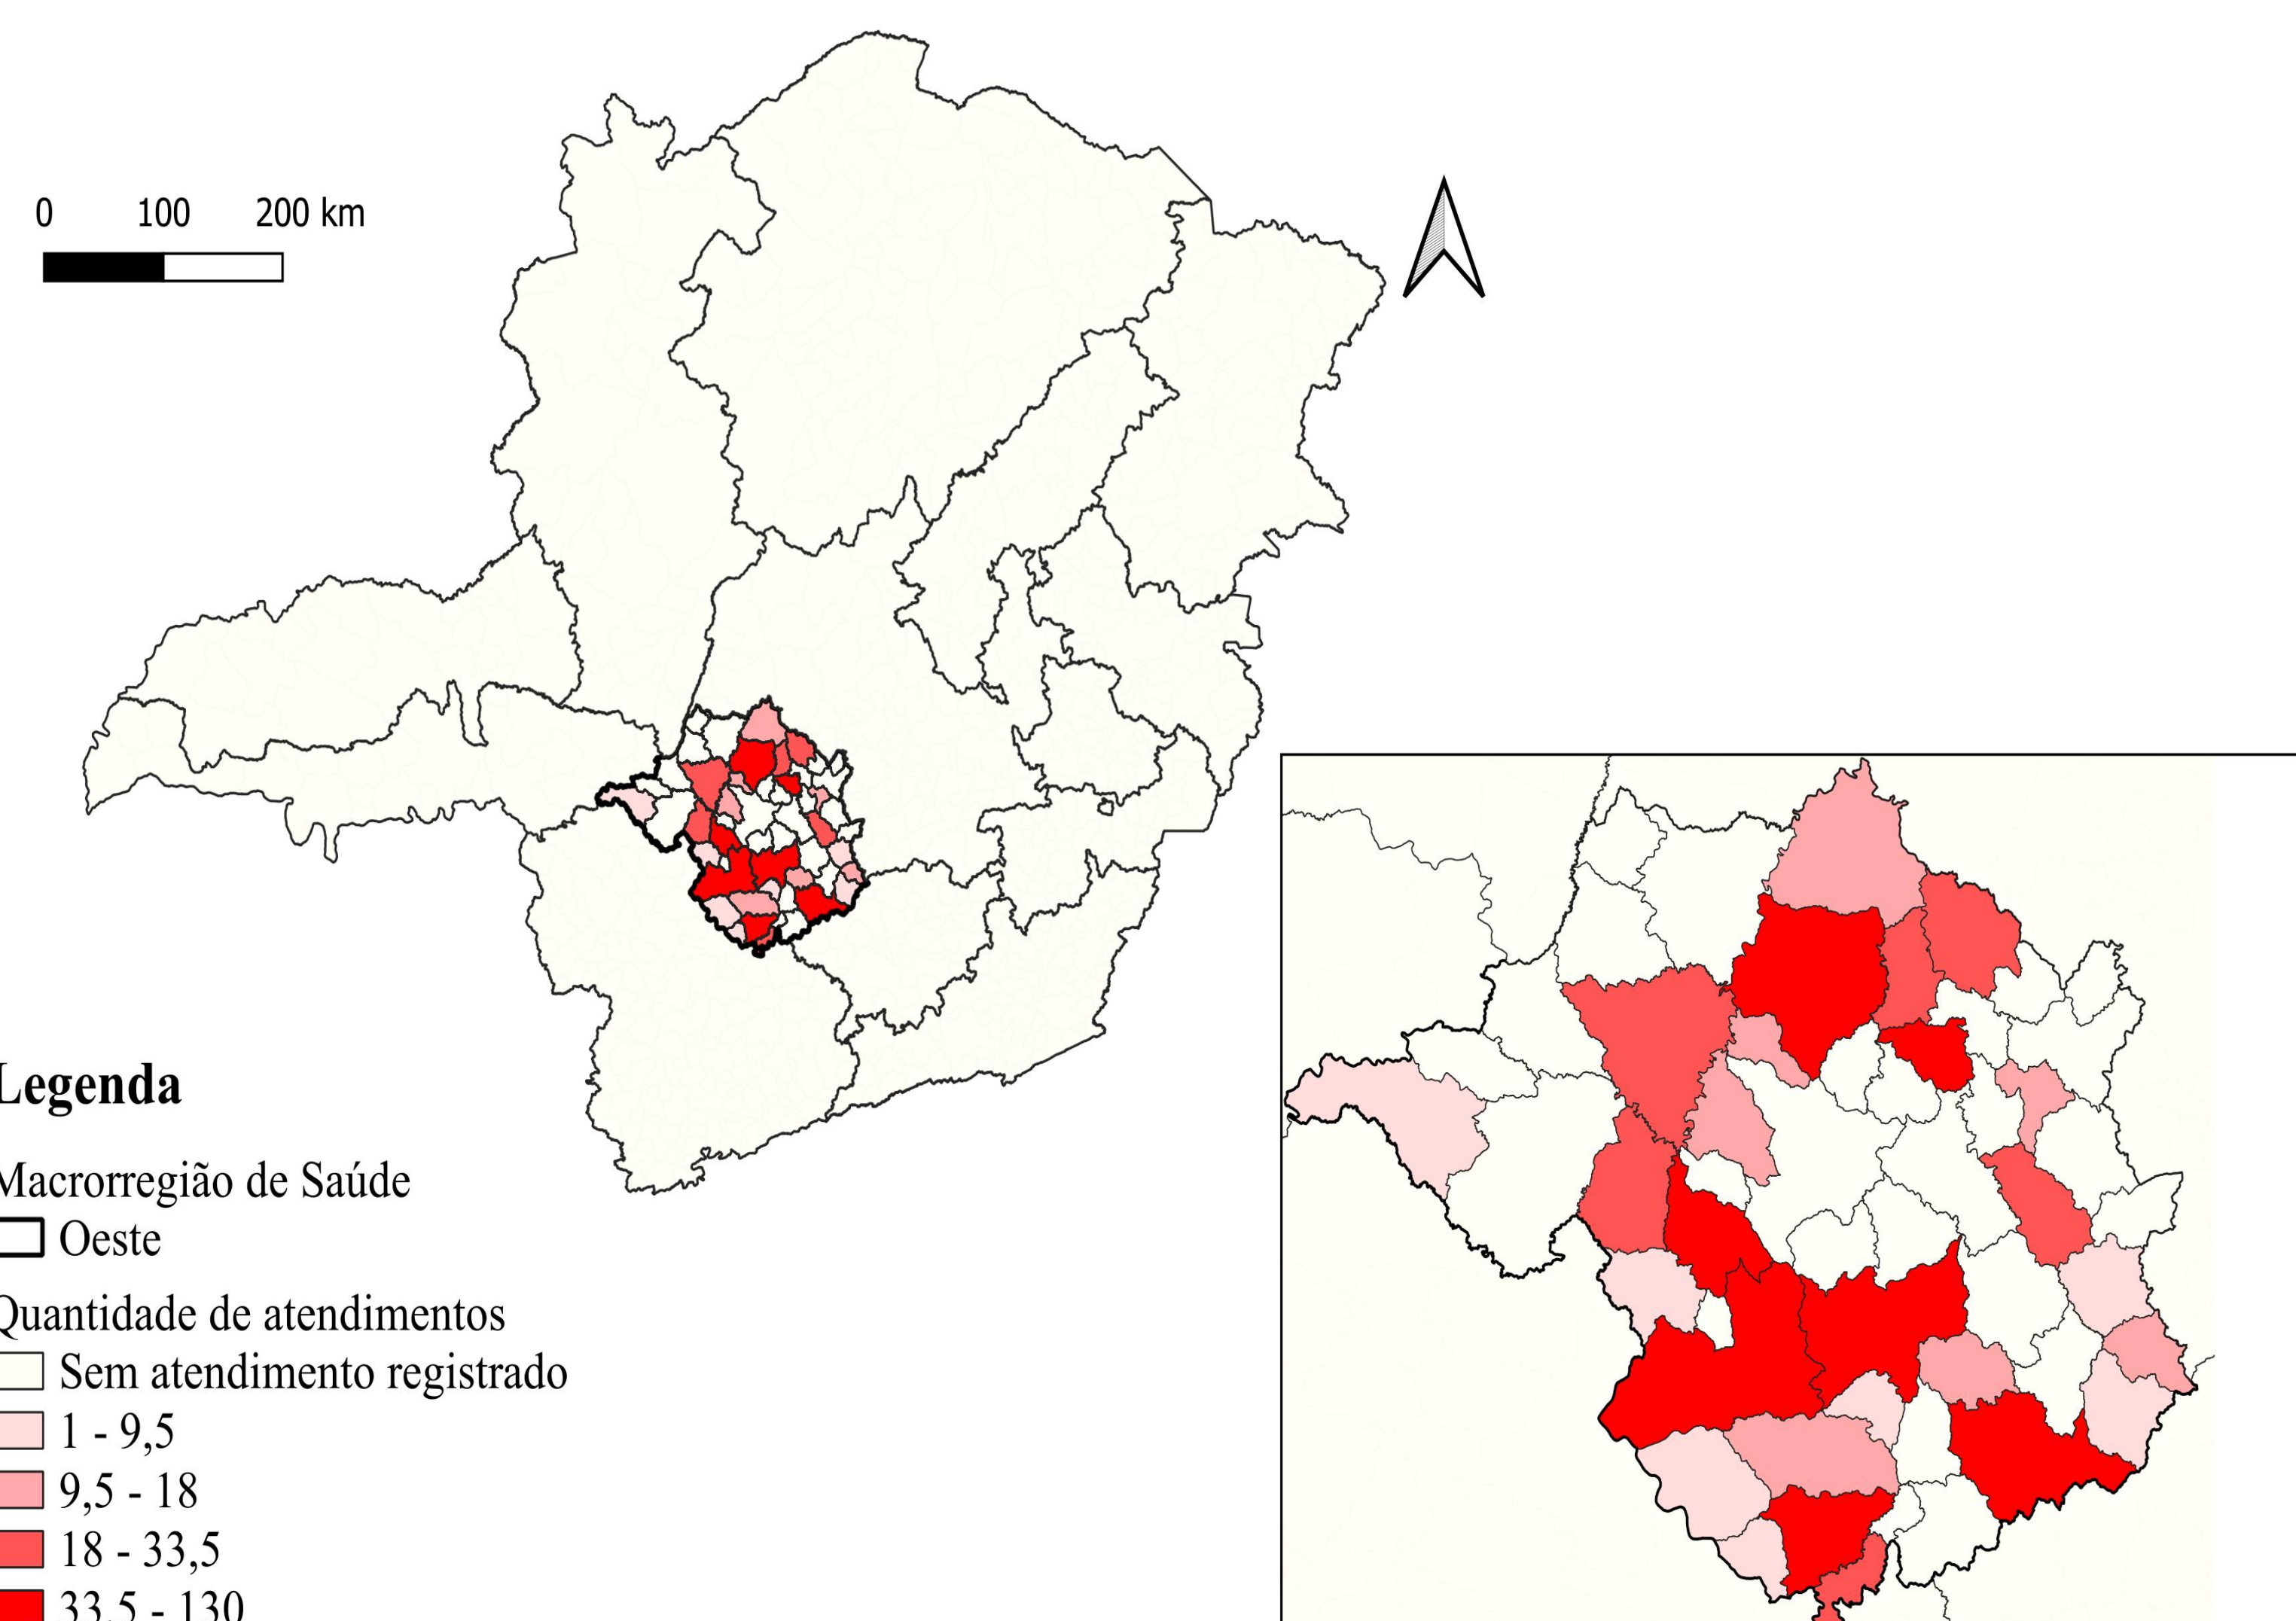 0 100 200 km
Legenda
Macrorregião de Saúde
Oeste
Quantidade de atendimentos
Sem atendimento registrado
1 - 9,5
9,5 - 18
18 - 33,5
33,5 - 130